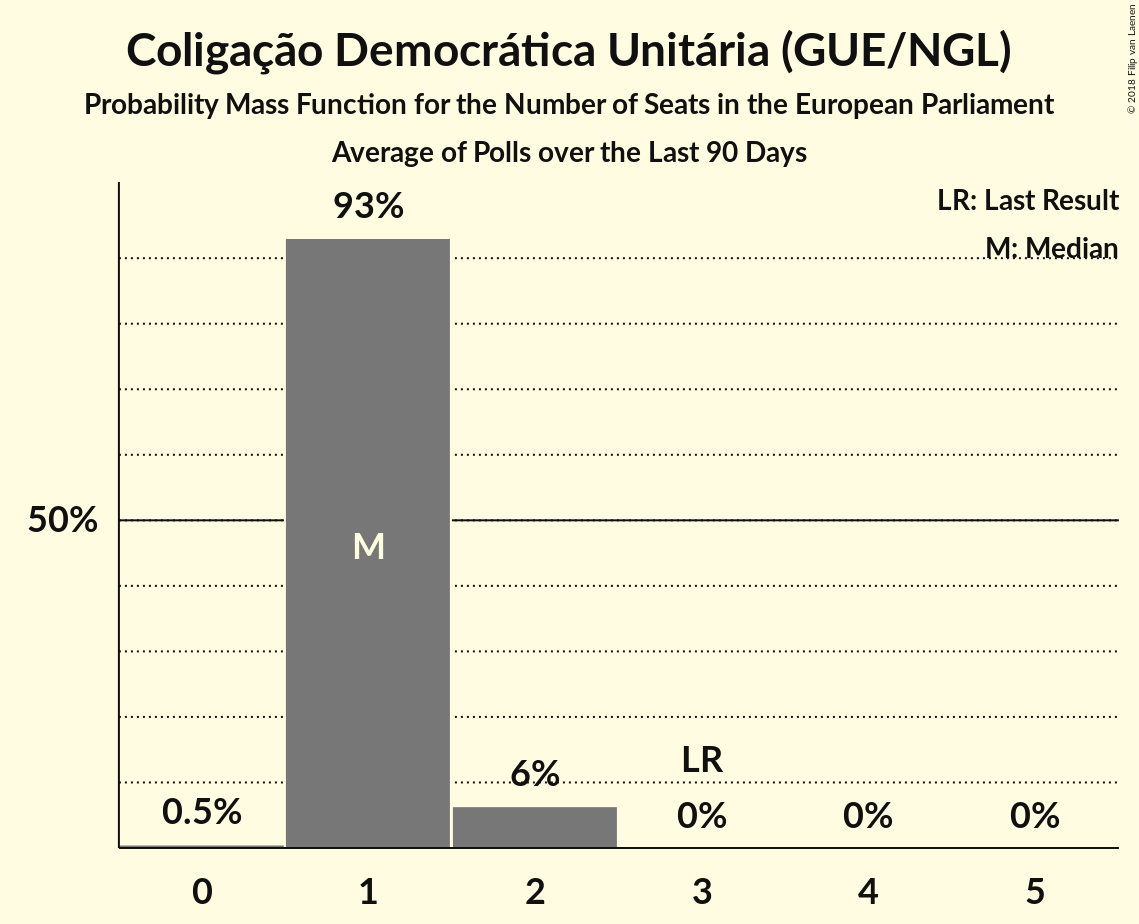 Coligação Democrática Unitária (GUE/NGL)
Probability Mass Function for the Number of Seats in the European Parliament
Average of Polls over the Last 90 Days
© 2018 Filip van Laenen
LR: Last Result
M: Median
93%
50%
M
LR
6%
0.5%
0%
0%
0%
0
1
2
3
4
5